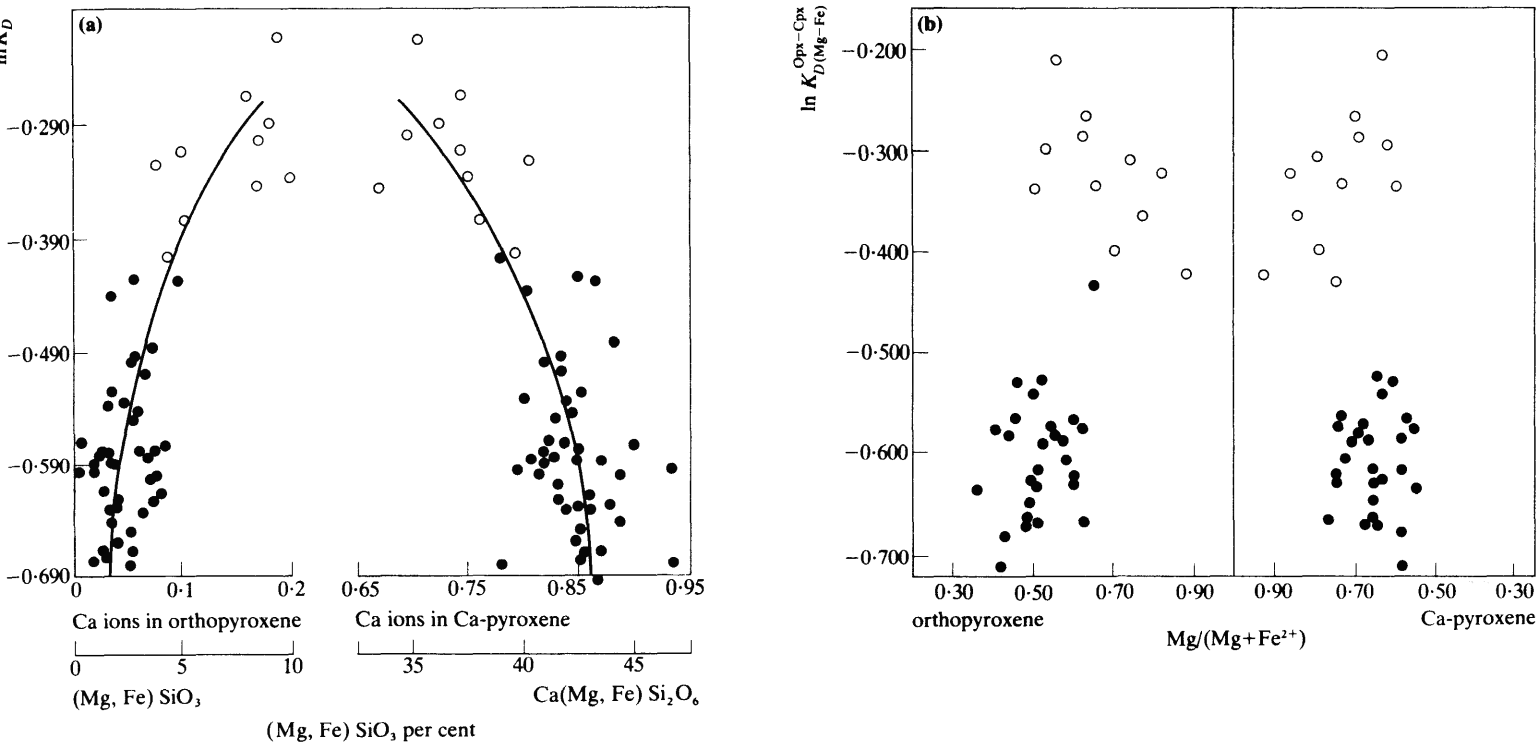 (a)
−0·290
−0·390
−0·490
−0·590
−0·690
0 0·1 0·2 0·65 0·75 0·85 0·95
Ca ions in orthopyroxene Ca ions in Ca-pyroxene
0 5 10 35 40 45
(Mg, Fe) SiO₃ Ca(Mg, Fe) Si₂O₆
(Mg, Fe) SiO₃ per cent
(b)
ln K_D(Mg−Fe)^Opx−Cpx
−0·200
−0·300
−0·400
−0·500
−0·600
−0·700
0·30 0·50 0·70 0·90 0·90 0·70 0·50 0·30
orthopyroxene Ca-pyroxene
Mg/(Mg+Fe²⁺)